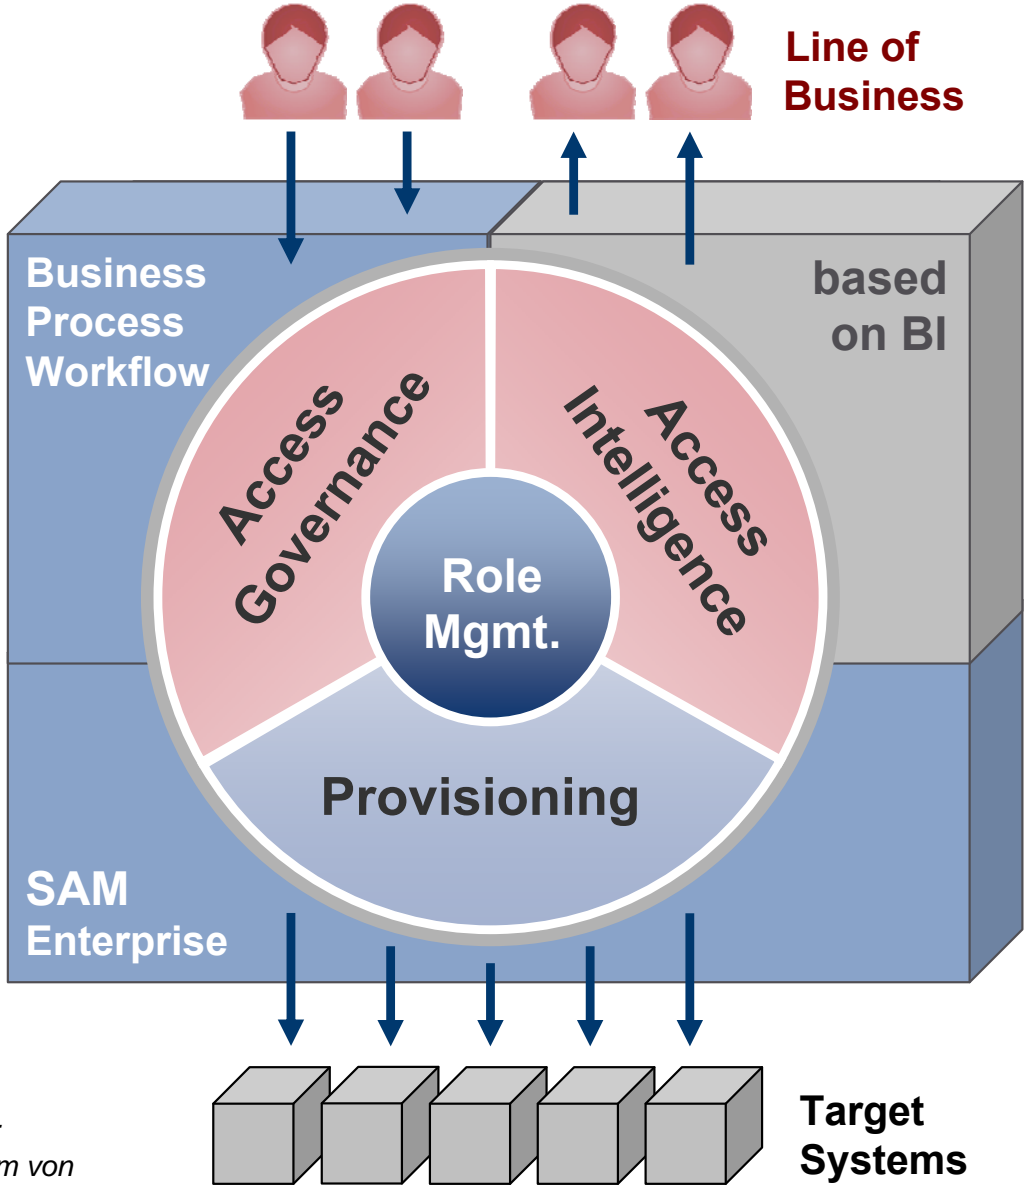 Line of
Business
Business
Process
Workflow
based
on BI
Access
Governance
Access
Intelligence
Role
Mgmt.
Provisioning
SAM
Enterprise
Target
Systems
von